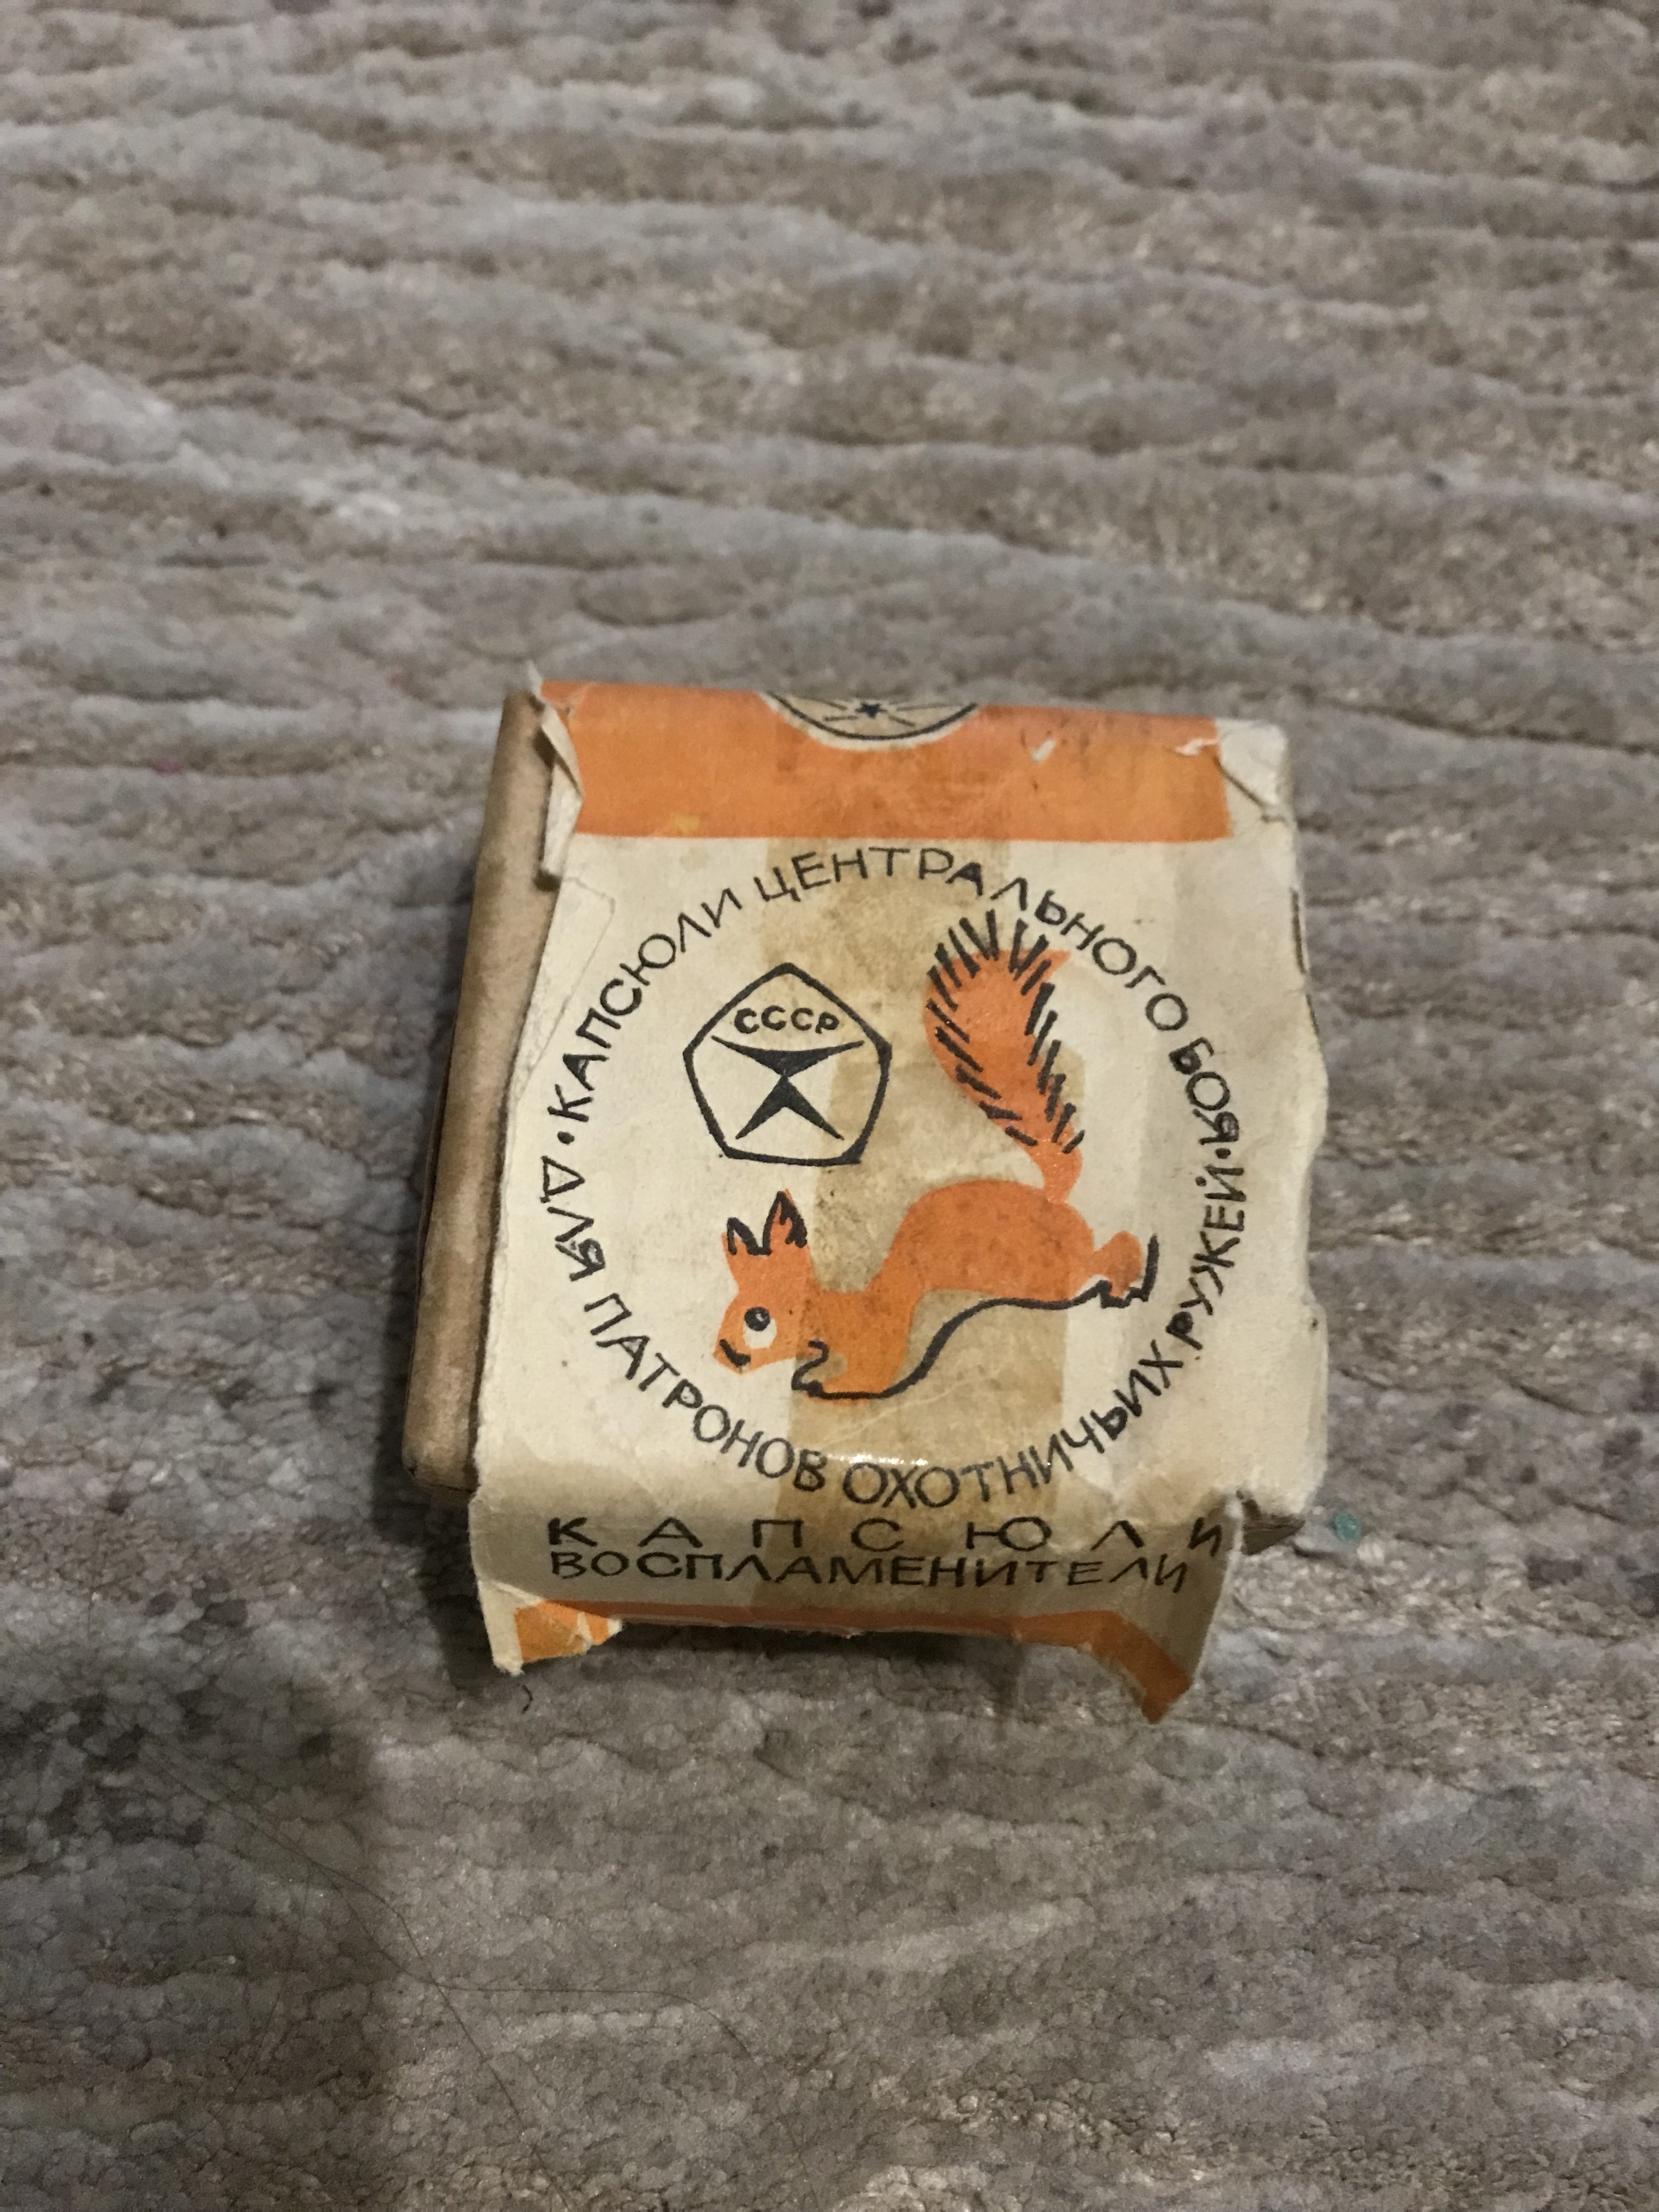 КАПСЮЛИ ЦЕНТРАЛЬНОГО БОЯ
• ДЛЯ ПАТРОНОВ ОХОТНИЧЬИХ РУЖЕЙ •
СССР
КАПСЮЛИ
ВОСПЛАМЕНИТЕЛИ